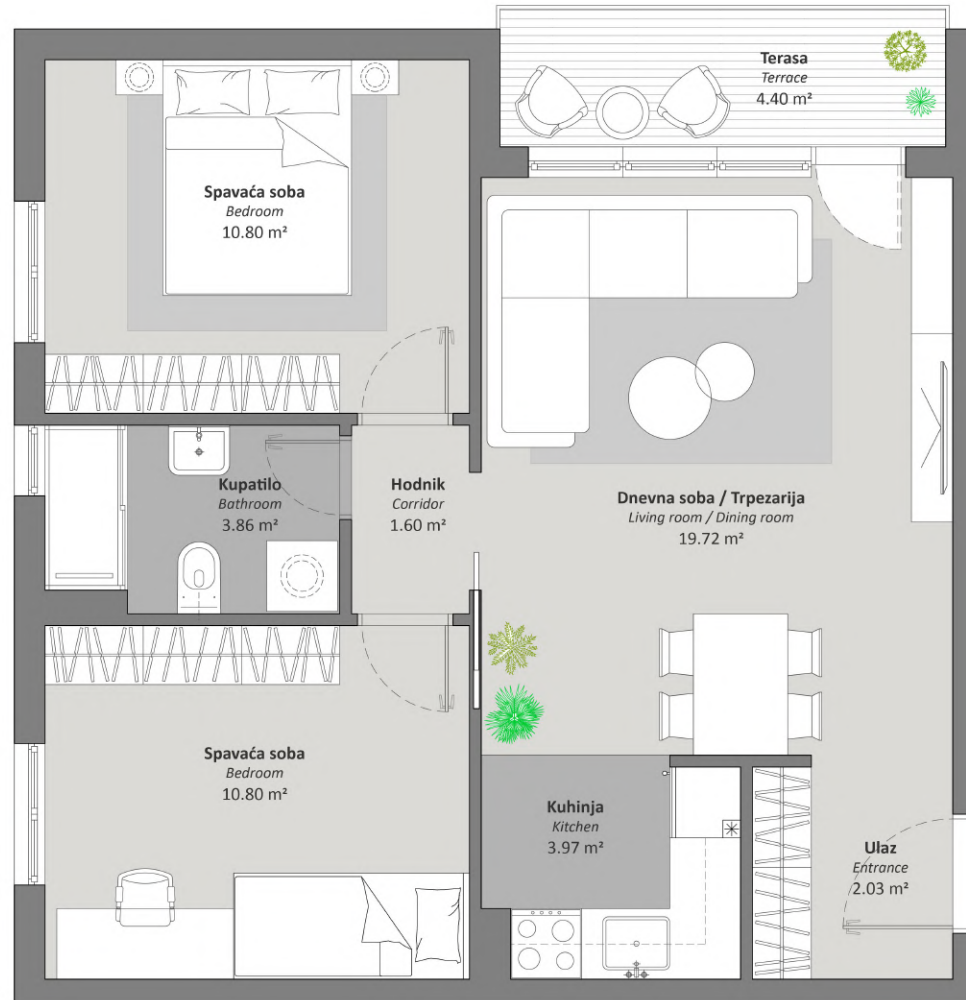 Terasa
Terrace
4.40 m²
Spavaća soba
Bedroom
10.80 m²
Kupatilo
Bathroom
3.86 m²
Hodnik
Corridor
1.60 m²
Dnevna soba / Trpezarija
Living room / Dining room
19.72 m²
Spavaća soba
Bedroom
10.80 m²
Kuhinja
Kitchen
3.97 m²
Ulaz
Entrance
2.03 m²